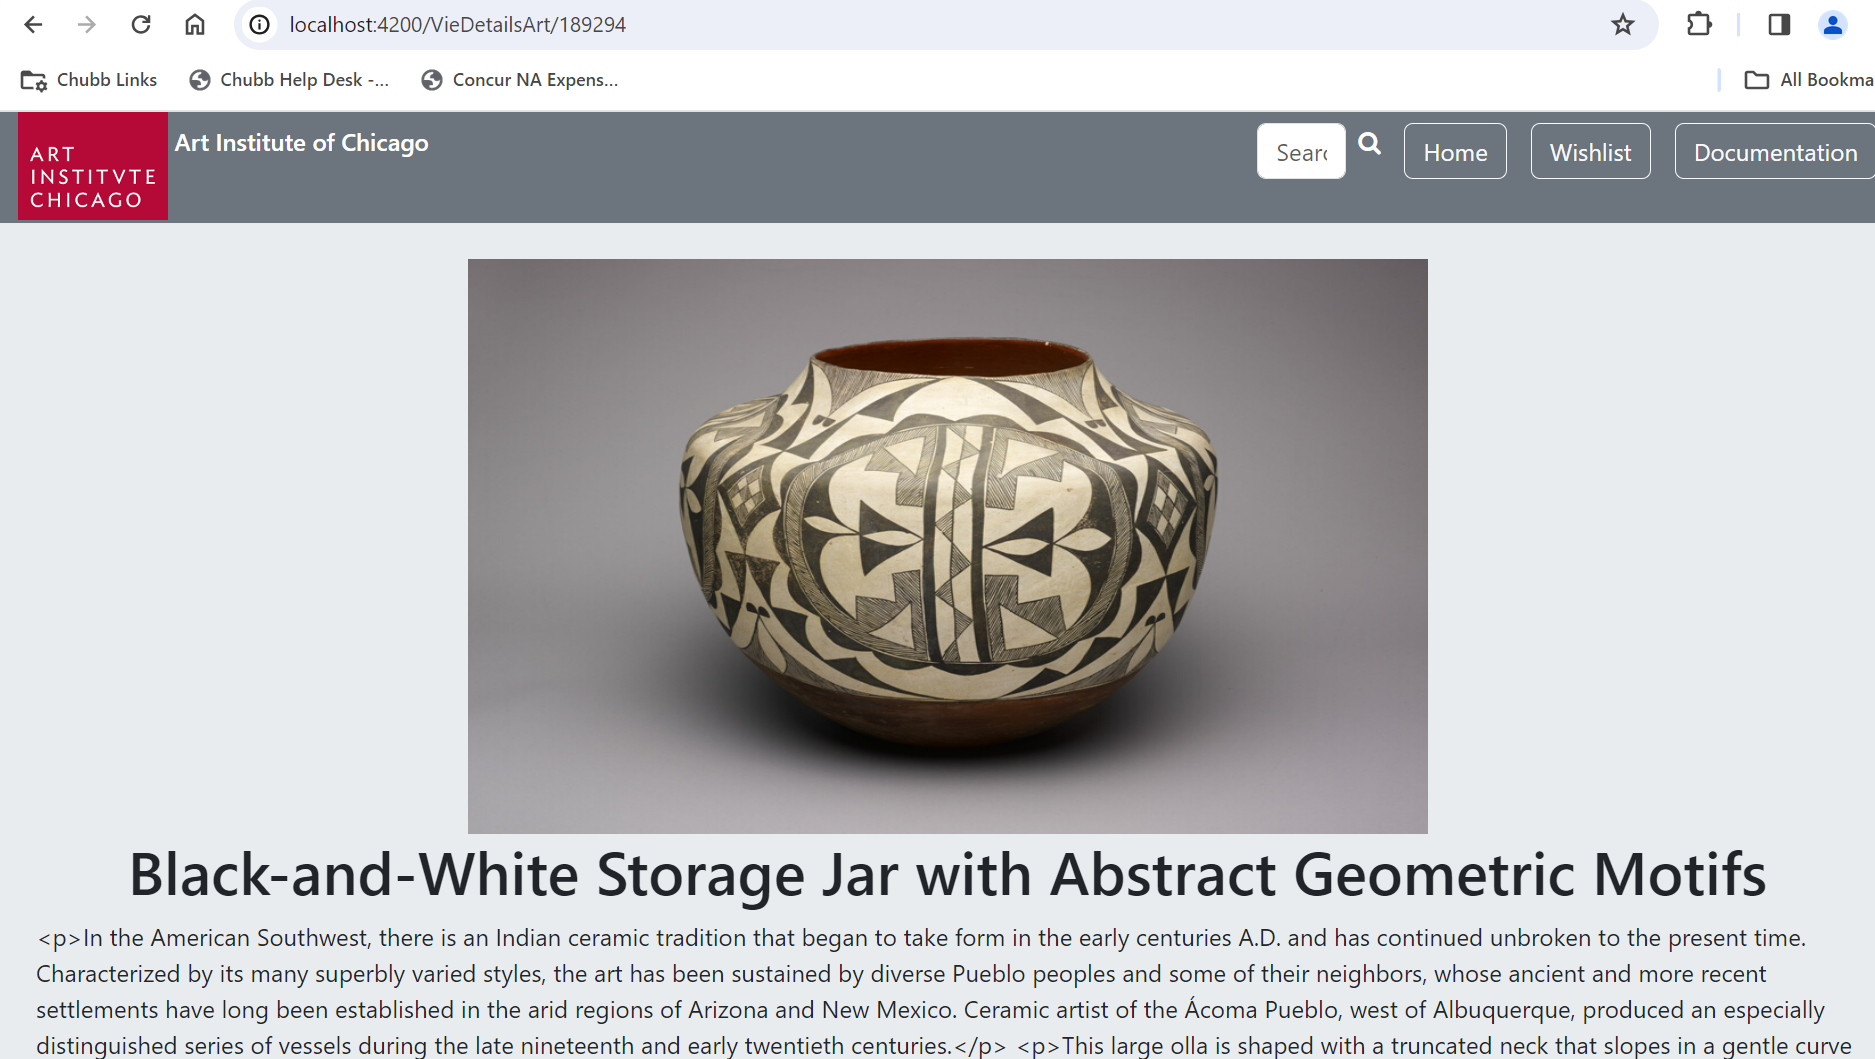 localhost:4200/VieDetailsArt/189294
Chubb Links Chubb Help Desk -... Concur NA Expens... All Bookma
ART
INSTITVTE
CHICAGO
Art Institute of Chicago Searc Home Wishlist Documentation
Black-and-White Storage Jar with Abstract Geometric Motifs
<p>In the American Southwest, there is an Indian ceramic tradition that began to take form in the early centuries A.D. and has continued unbroken to the present time.
Characterized by its many superbly varied styles, the art has been sustained by diverse Pueblo peoples and some of their neighbors, whose ancient and more recent
settlements have long been established in the arid regions of Arizona and New Mexico. Ceramic artist of the Ácoma Pueblo, west of Albuquerque, produced an especially
distinguished series of vessels during the late nineteenth and early twentieth centuries.</p> <p>This large olla is shaped with a truncated neck that slopes in a gentle curve